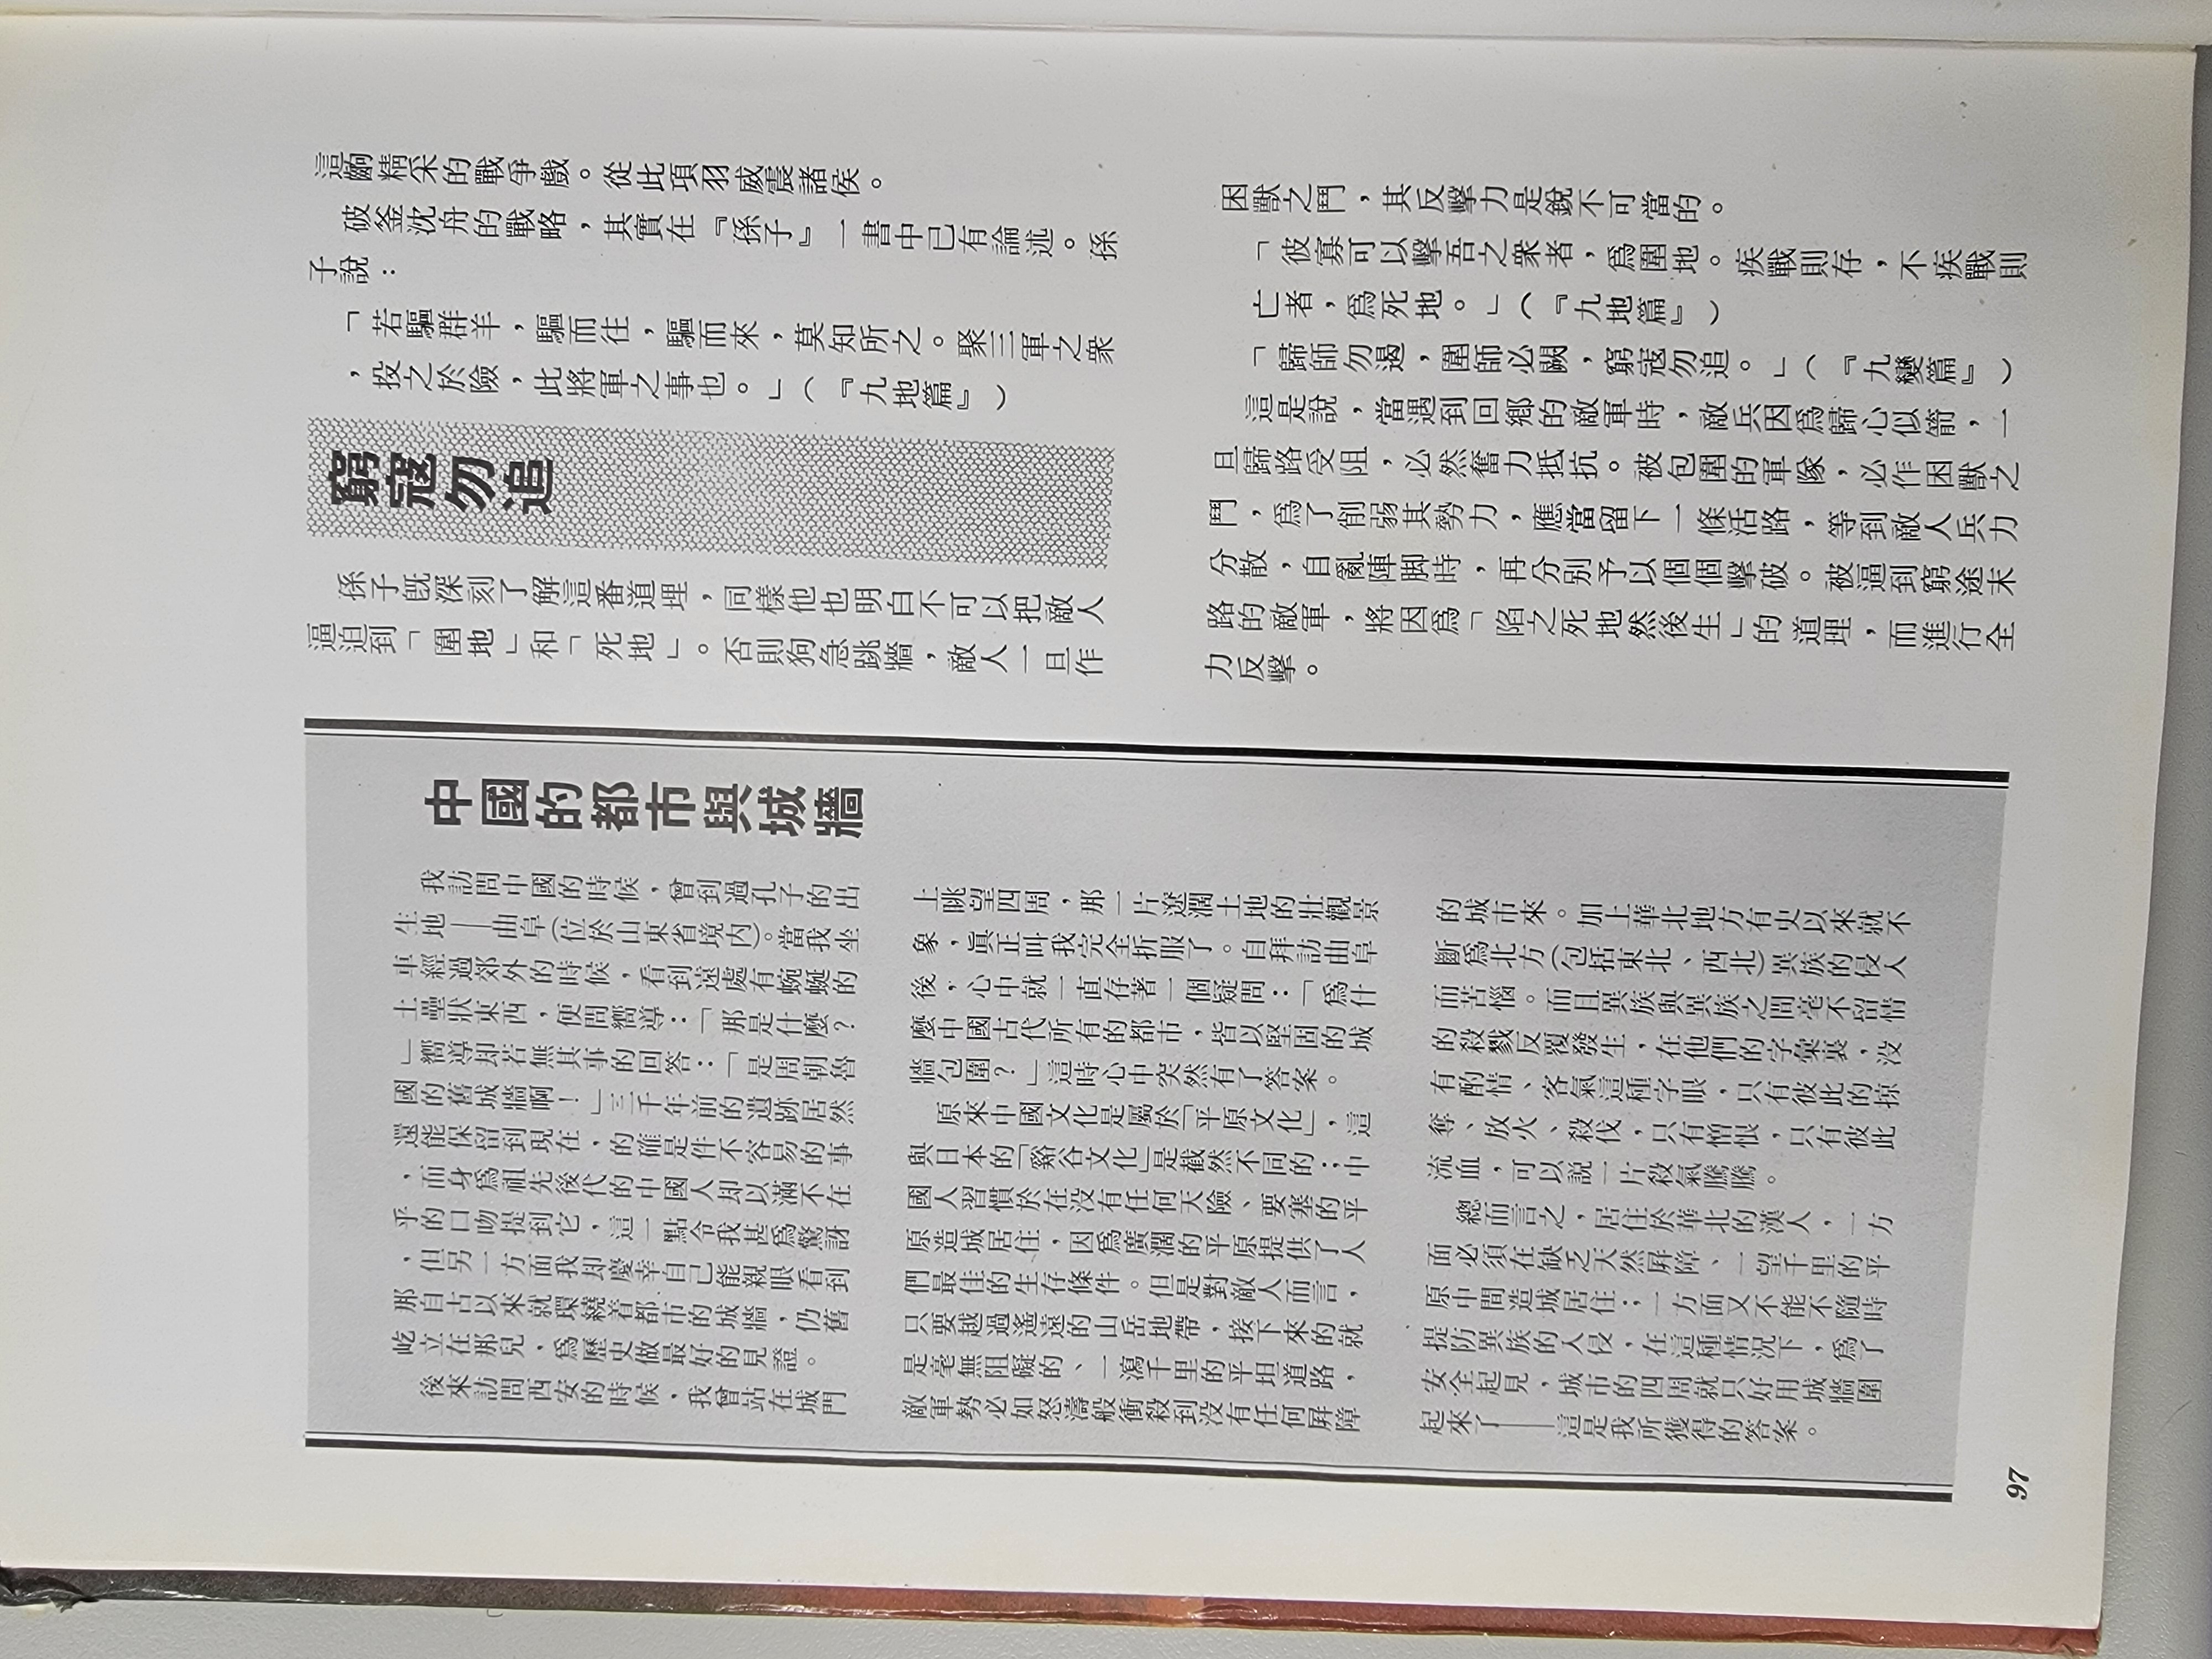 這齣精采的戰爭戲。從此項羽威震諸侯。
破釜沈舟的戰略，其實在『孫子』一書中已有論述。孫
子說：
「若驅群羊，驅而往，驅而來，莫知所之。聚三軍之衆
，投之於險，此將軍之事也。」（『九地篇』）
窮寇勿追
孫子既深刻了解這番道理，同樣他也明白不可以把敵人
逼迫到「圍地」和「死地」。否則狗急跳牆，敵人一旦作
困獸之鬥，其反擊力是銳不可當的。
「彼寡可以擊吾之衆者，爲圍地。疾戰則存，不疾戰則
亡者，爲死地。」（『九地篇』）
「歸師勿遏，圍師必闕，窮寇勿追。」（『九變篇』）
這是說，當遇到回鄉的敵軍時，敵兵因爲歸心似箭，一
旦歸路受阻，必然奮力抵抗。被包圍的軍隊，必作困獸之
鬥，爲了削弱其勢力，應當留下一條活路，等到敵人兵力
分散，自亂陣脚時，再分別予以個個擊破。被逼到窮途末
路的敵軍，將因爲「陷之死地然後生」的道理，而進行全
力反擊。
中國的都市與城牆
我訪問中國的時候，曾到過孔子的出
生地——曲阜(位於山東省境内)。當我坐
車經過郊外的時候，看到遠處有蜿蜒的
土壘狀東西，便問嚮導：「那是什麼？
」嚮導却若無其事的回答：「是周朝魯
國的舊城牆啊！」三千年前的遺跡居然
還能保留到現在，的確是件不容易的事
，而身爲祖先後代的中國人却以滿不在
乎的口吻提到它，這一點令我甚爲驚訝
，但另一方面我却慶幸自己能親眼看到
那自古以來就環繞着都市的城牆，仍舊
屹立在那兒，爲歷史做最好的見證。
後來訪問西安的時候，我曾站在城門
上眺望四周，那一片遼濶土地的壯觀景
象，眞正叫我完全折服了。自拜訪曲阜
後，心中就一直存著一個疑問：「爲什
麼中國古代所有的都市，皆以堅固的城
牆包圍？」這時心中突然有了答案。
原來中國文化是屬於「平原文化」，這
與日本的「谿谷文化」是截然不同的；中
國人習慣於在没有任何天險、要塞的平
原造城居住，因爲廣濶的平原提供了人
們最佳的生存條件。但是對敵人而言，
只要越過遙遠的山岳地帶，接下來的就
是毫無阻礙的、一瀉千里的平坦道路，
敵軍勢必如怒濤般衝殺到没有任何屛障
的城市來。加上華北地方有史以來就不
斷爲北方(包括東北、西北)異族的侵入
而苦惱。而且異族與異族之間毫不留情
的殺戮反覆發生，在他們的字彙裏，没
有酌情、客氣這種字眼，只有彼此的掠
奪、放火、殺伐，只有憎恨，只有彼此
流血，可以説一片殺氣騰騰。
總而言之，居住於華北的漢人，一方
面必須在缺乏天然屛障、一望千里的平
原中間造城居住；一方面又不能不隨時
提防異族的入侵，在這種情況下，爲了
安全起見，城市的四周就只好用城牆圍
起來了——這是我所獲得的答案。
97